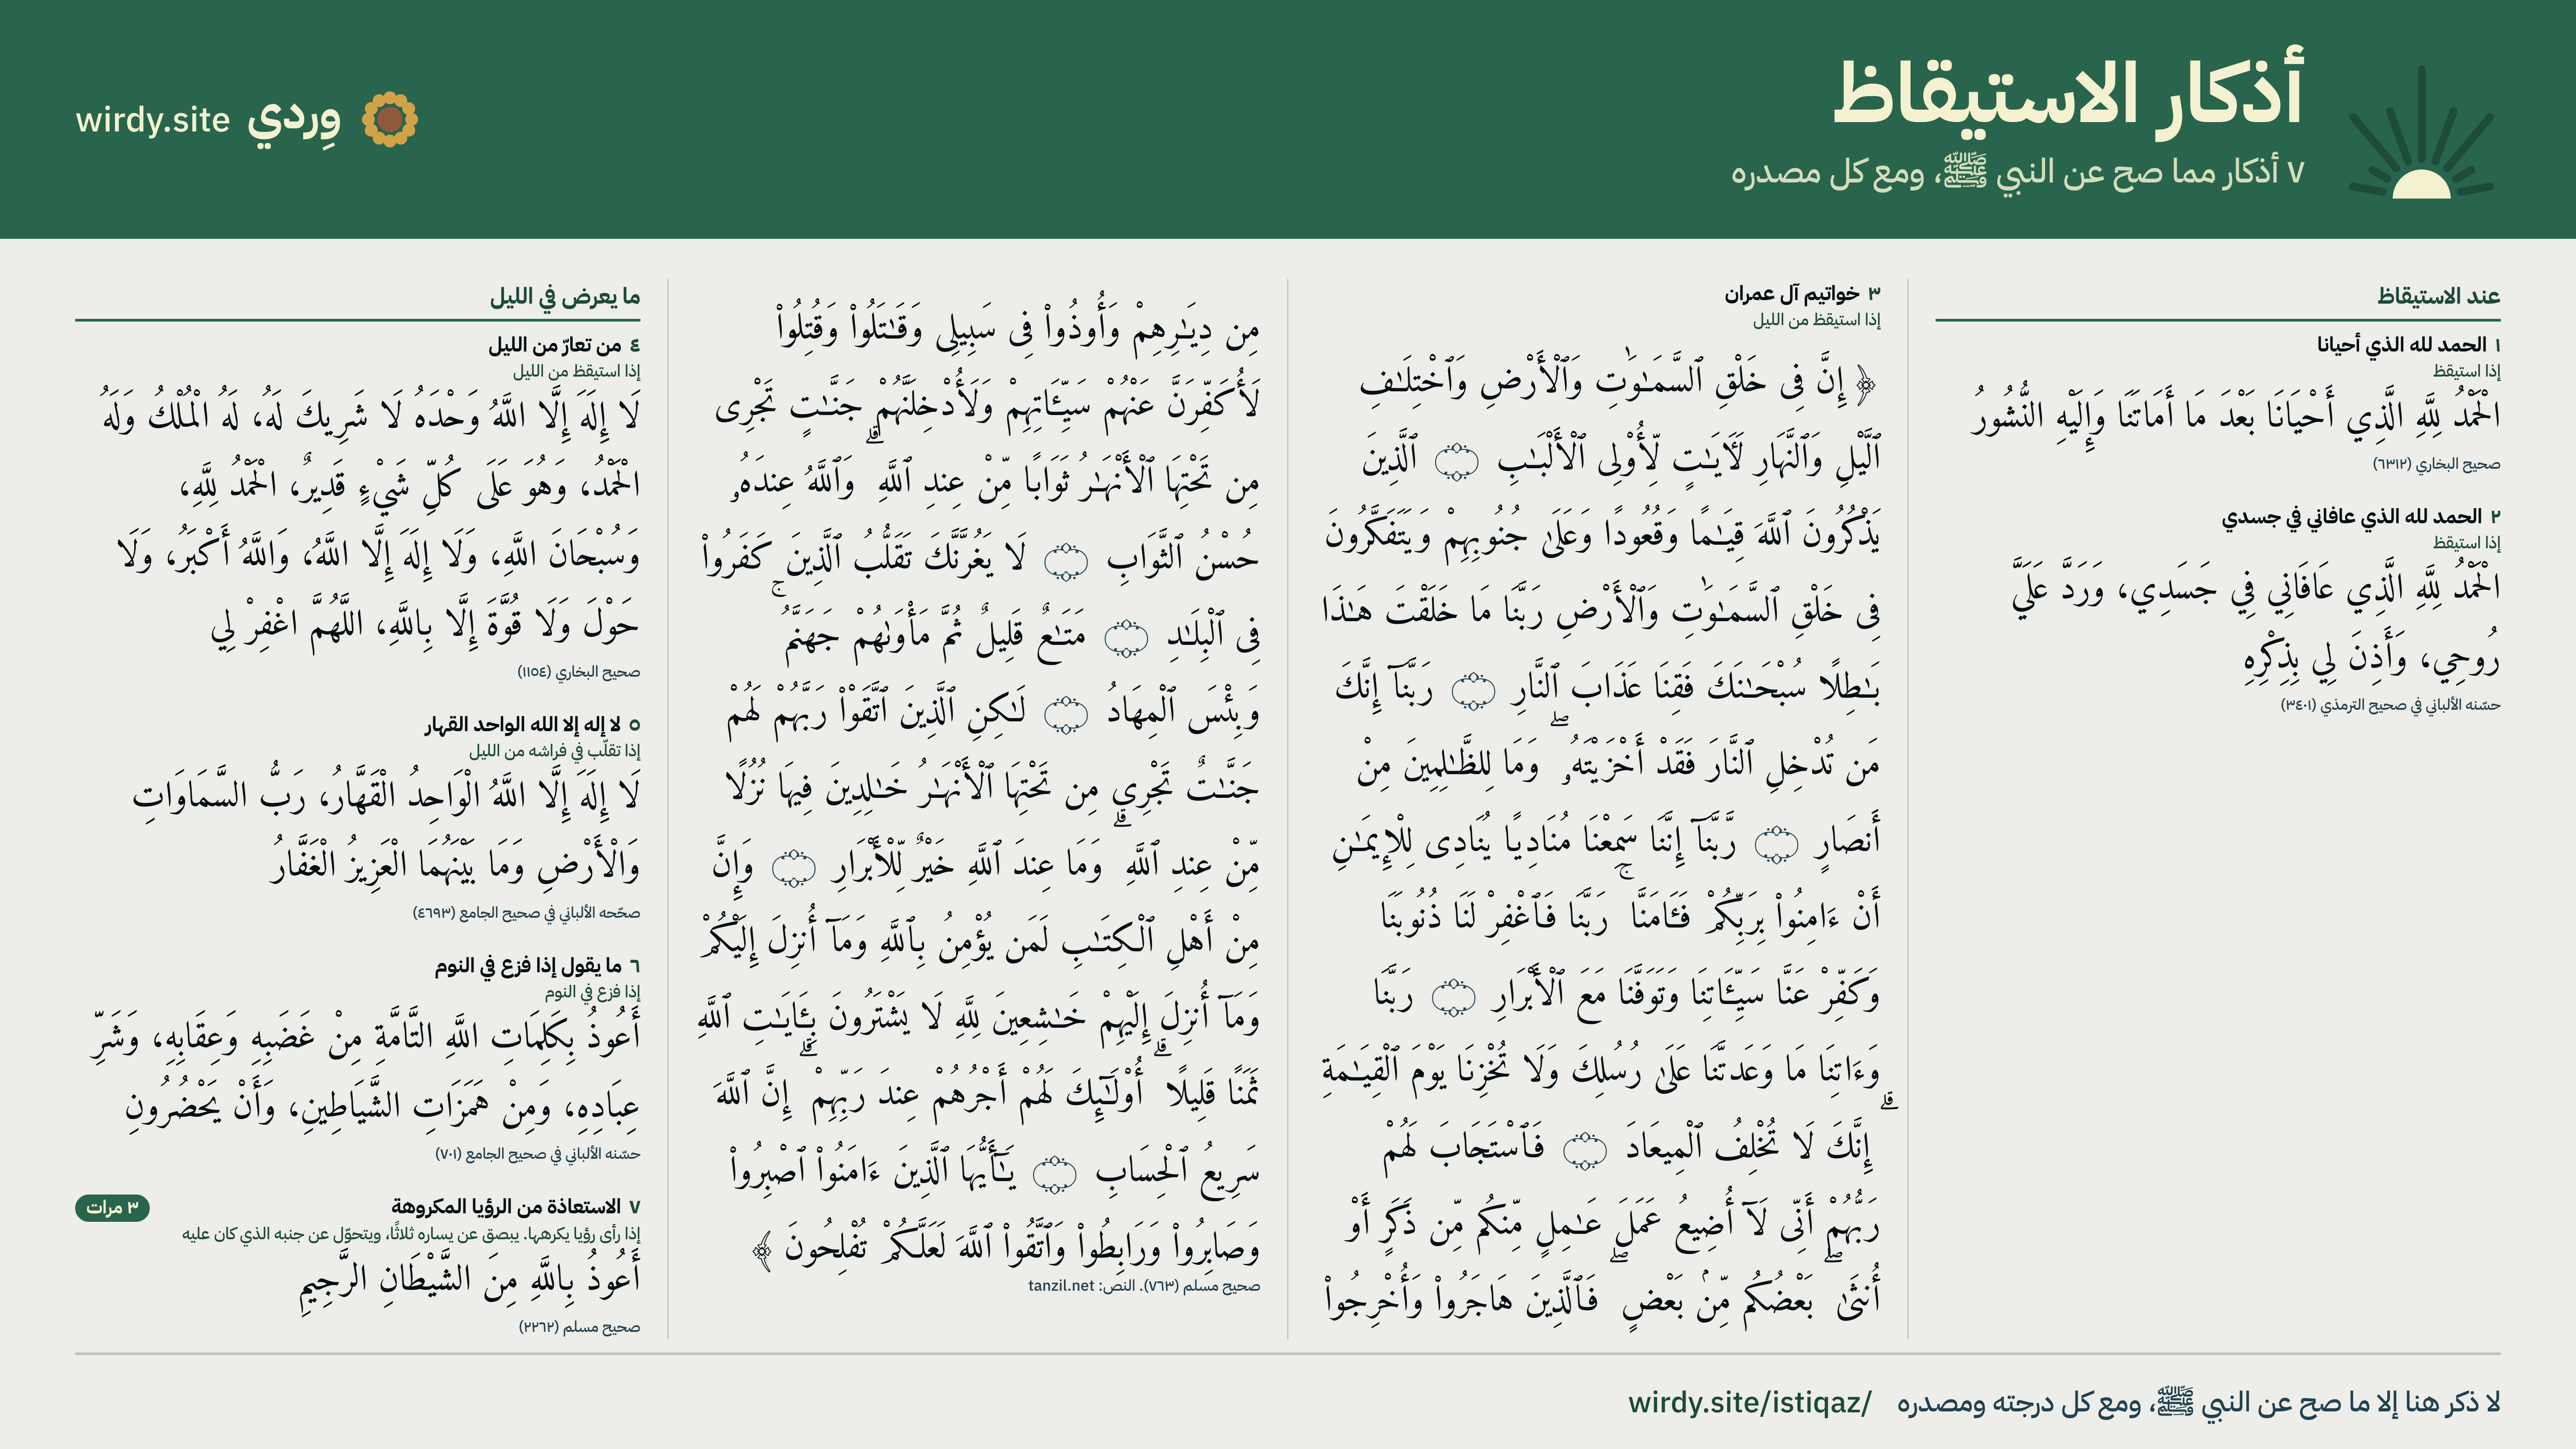 أذكار الاستيقاظ
٧ أذكار مما صح عن النبي ﷺ، ومع كل مصدره
وِردي wirdy.site
عند الاستيقاظ
١ الحمد لله الذي أحيانا
إذا استيقظ
الْحَمْدُ لِلَّهِ الَّذِي أَحْيَانَا بَعْدَ مَا أَمَاتَنَا وَإِلَيْهِ النُّشُورُ
صحيح البخاري (٦٣١٢)
٢ الحمد لله الذي عافاني في جسدي
إذا استيقظ
الْحَمْدُ لِلَّهِ الَّذِي عَافَانِي فِي جَسَدِي، وَرَدَّ عَلَيَّ
رُوحِي، وَأَذِنَ لِي بِذِكْرِهِ
حسّنه الألباني في صحيح الترمذي (٣٤٠١)
٣ خواتيم آل عمران
إذا استيقظ من الليل
﴿ إِنَّ فِى خَلْقِ ٱلسَّمَـٰوَٰتِ وَٱلْأَرْضِ وَٱخْتِلَـٰفِ
ٱلَّيْلِ وَٱلنَّهَارِ لَـَٔايَـٰتٍ لِّأُو۟لِى ٱلْأَلْبَـٰبِ ۝ ٱلَّذِينَ
يَذْكُرُونَ ٱللَّهَ قِيَـٰمًا وَقُعُودًا وَعَلَىٰ جُنُوبِهِمْ وَيَتَفَكَّرُونَ
فِى خَلْقِ ٱلسَّمَـٰوَٰتِ وَٱلْأَرْضِ رَبَّنَا مَا خَلَقْتَ هَـٰذَا
بَـٰطِلًا سُبْحَـٰنَكَ فَقِنَا عَذَابَ ٱلنَّارِ ۝ رَبَّنَآ إِنَّكَ
مَن تُدْخِلِ ٱلنَّارَ فَقَدْ أَخْزَيْتَهُۥ ۖ وَمَا لِلظَّـٰلِمِينَ مِنْ
أَنصَارٍ ۝ رَّبَّنَآ إِنَّنَا سَمِعْنَا مُنَادِيًا يُنَادِى لِلْإِيمَـٰنِ
أَنْ ءَامِنُوا۟ بِرَبِّكُمْ فَـَٔامَنَّا ۚ رَبَّنَا فَٱغْفِرْ لَنَا ذُنُوبَنَا
وَكَفِّرْ عَنَّا سَيِّـَٔاتِنَا وَتَوَفَّنَا مَعَ ٱلْأَبْرَارِ ۝ رَبَّنَا
وَءَاتِنَا مَا وَعَدتَّنَا عَلَىٰ رُسُلِكَ وَلَا تُخْزِنَا يَوْمَ ٱلْقِيَـٰمَةِ
ۗ إِنَّكَ لَا تُخْلِفُ ٱلْمِيعَادَ ۝ فَٱسْتَجَابَ لَهُمْ
رَبُّهُمْ أَنِّى لَآ أُضِيعُ عَمَلَ عَـٰمِلٍ مِّنكُم مِّن ذَكَرٍ أَوْ
أُنثَىٰ ۖ بَعْضُكُم مِّنۢ بَعْضٍ ۖ فَٱلَّذِينَ هَاجَرُوا۟ وَأُخْرِجُوا۟
مِن دِيَـٰرِهِمْ وَأُوذُوا۟ فِى سَبِيلِى وَقَـٰتَلُوا۟ وَقُتِلُوا۟
لَأُكَفِّرَنَّ عَنْهُمْ سَيِّـَٔاتِهِمْ وَلَأُدْخِلَنَّهُمْ جَنَّـٰتٍ تَجْرِى
مِن تَحْتِهَا ٱلْأَنْهَـٰرُ ثَوَابًا مِّنْ عِندِ ٱللَّهِ ۗ وَٱللَّهُ عِندَهُۥ
حُسْنُ ٱلثَّوَابِ ۝ لَا يَغُرَّنَّكَ تَقَلُّبُ ٱلَّذِينَ كَفَرُوا۟
فِى ٱلْبِلَـٰدِ ۝ مَتَـٰعٌ قَلِيلٌ ثُمَّ مَأْوَىٰهُمْ جَهَنَّمُ ۚ
وَبِئْسَ ٱلْمِهَادُ ۝ لَـٰكِنِ ٱلَّذِينَ ٱتَّقَوْا۟ رَبَّهُمْ لَهُمْ
جَنَّـٰتٌ تَجْرِى مِن تَحْتِهَا ٱلْأَنْهَـٰرُ خَـٰلِدِينَ فِيهَا نُزُلًا
مِّنْ عِندِ ٱللَّهِ ۗ وَمَا عِندَ ٱللَّهِ خَيْرٌ لِّلْأَبْرَارِ ۝ وَإِنَّ
مِنْ أَهْلِ ٱلْكِتَـٰبِ لَمَن يُؤْمِنُ بِٱللَّهِ وَمَآ أُنزِلَ إِلَيْكُمْ
وَمَآ أُنزِلَ إِلَيْهِمْ خَـٰشِعِينَ لِلَّهِ لَا يَشْتَرُونَ بِـَٔايَـٰتِ ٱللَّهِ
ثَمَنًا قَلِيلًا ۗ أُو۟لَـٰٓئِكَ لَهُمْ أَجْرُهُمْ عِندَ رَبِّهِمْ ۗ إِنَّ ٱللَّهَ
سَرِيعُ ٱلْحِسَابِ ۝ يَـٰٓأَيُّهَا ٱلَّذِينَ ءَامَنُوا۟ ٱصْبِرُوا۟
وَصَابِرُوا۟ وَرَابِطُوا۟ وَٱتَّقُوا۟ ٱللَّهَ لَعَلَّكُمْ تُفْلِحُونَ ﴾
صحيح مسلم (٧٦٣). النص: tanzil.net
ما يعرض في الليل
٤ من تعارّ من الليل
إذا استيقظ من الليل
لَا إِلَهَ إِلَّا اللَّهُ وَحْدَهُ لَا شَرِيكَ لَهُ، لَهُ الْمُلْكُ وَلَهُ
الْحَمْدُ، وَهُوَ عَلَى كُلِّ شَيْءٍ قَدِيرٌ، الْحَمْدُ لِلَّهِ،
وَسُبْحَانَ اللَّهِ، وَلَا إِلَهَ إِلَّا اللَّهُ، وَاللَّهُ أَكْبَرُ، وَلَا
حَوْلَ وَلَا قُوَّةَ إِلَّا بِاللَّهِ، اللَّهُمَّ اغْفِرْ لِي
صحيح البخاري (١١٥٤)
٥ لا إله إلا الله الواحد القهار
إذا تقلّب في فراشه من الليل
لَا إِلَهَ إِلَّا اللَّهُ الْوَاحِدُ الْقَهَّارُ، رَبُّ السَّمَاوَاتِ
وَالْأَرْضِ وَمَا بَيْنَهُمَا الْعَزِيزُ الْغَفَّارُ
صحّحه الألباني في صحيح الجامع (٤٦٩٣)
٦ ما يقول إذا فزع في النوم
إذا فزع في النوم
أَعُوذُ بِكَلِمَاتِ اللَّهِ التَّامَّةِ مِنْ غَضَبِهِ وَعِقَابِهِ، وَشَرِّ
عِبَادِهِ، وَمِنْ هَمَزَاتِ الشَّيَاطِينِ، وَأَنْ يَحْضُرُونِ
حسّنه الألباني في صحيح الجامع (٧٠١)
٧ الاستعاذة من الرؤيا المكروهة
٣ مرات
إذا رأى رؤيا يكرهها. يبصق عن يساره ثلاثًا، ويتحوّل عن جنبه الذي كان عليه
أَعُوذُ بِاللَّهِ مِنَ الشَّيْطَانِ الرَّجِيمِ
صحيح مسلم (٢٢٦٢)
لا ذكر هنا إلا ما صح عن النبي ﷺ، ومع كل درجته ومصدره wirdy.site/istiqaz/